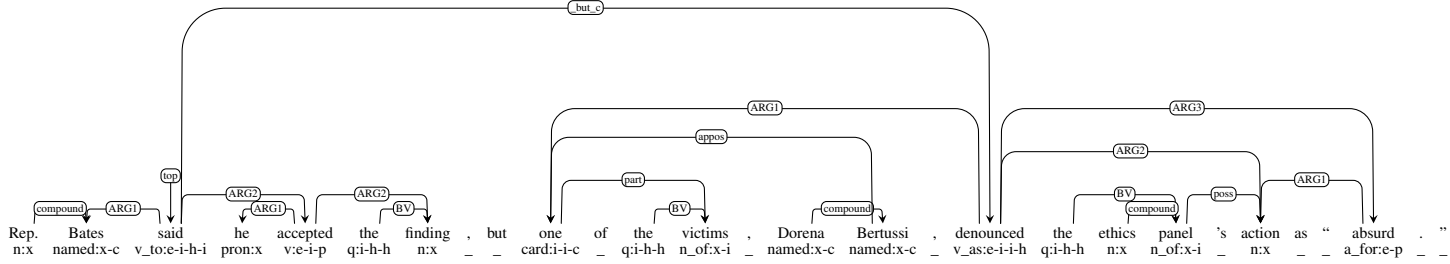 _but_c
ARG1 ARG3
appos
ARG2
top part poss ARG1
ARG2 ARG2 BV
compound ARG1 ARG1 BV BV compound compound
Rep. Bates said he accepted the finding , but one of the victims , Dorena Bertussi , denounced the ethics panel 's action as “ absurd . ”
n:x named:x-c v_to:e-i-h-i pron:x v:e-i-p q:i-h-h n:x _ _ card:i-i-c _ q:i-h-h n_of:x-i _ named:x-c named:x-c _ v_as:e-i-i-h q:i-h-h n:x n_of:x-i _ n:x _ _ a_for:e-p _ _